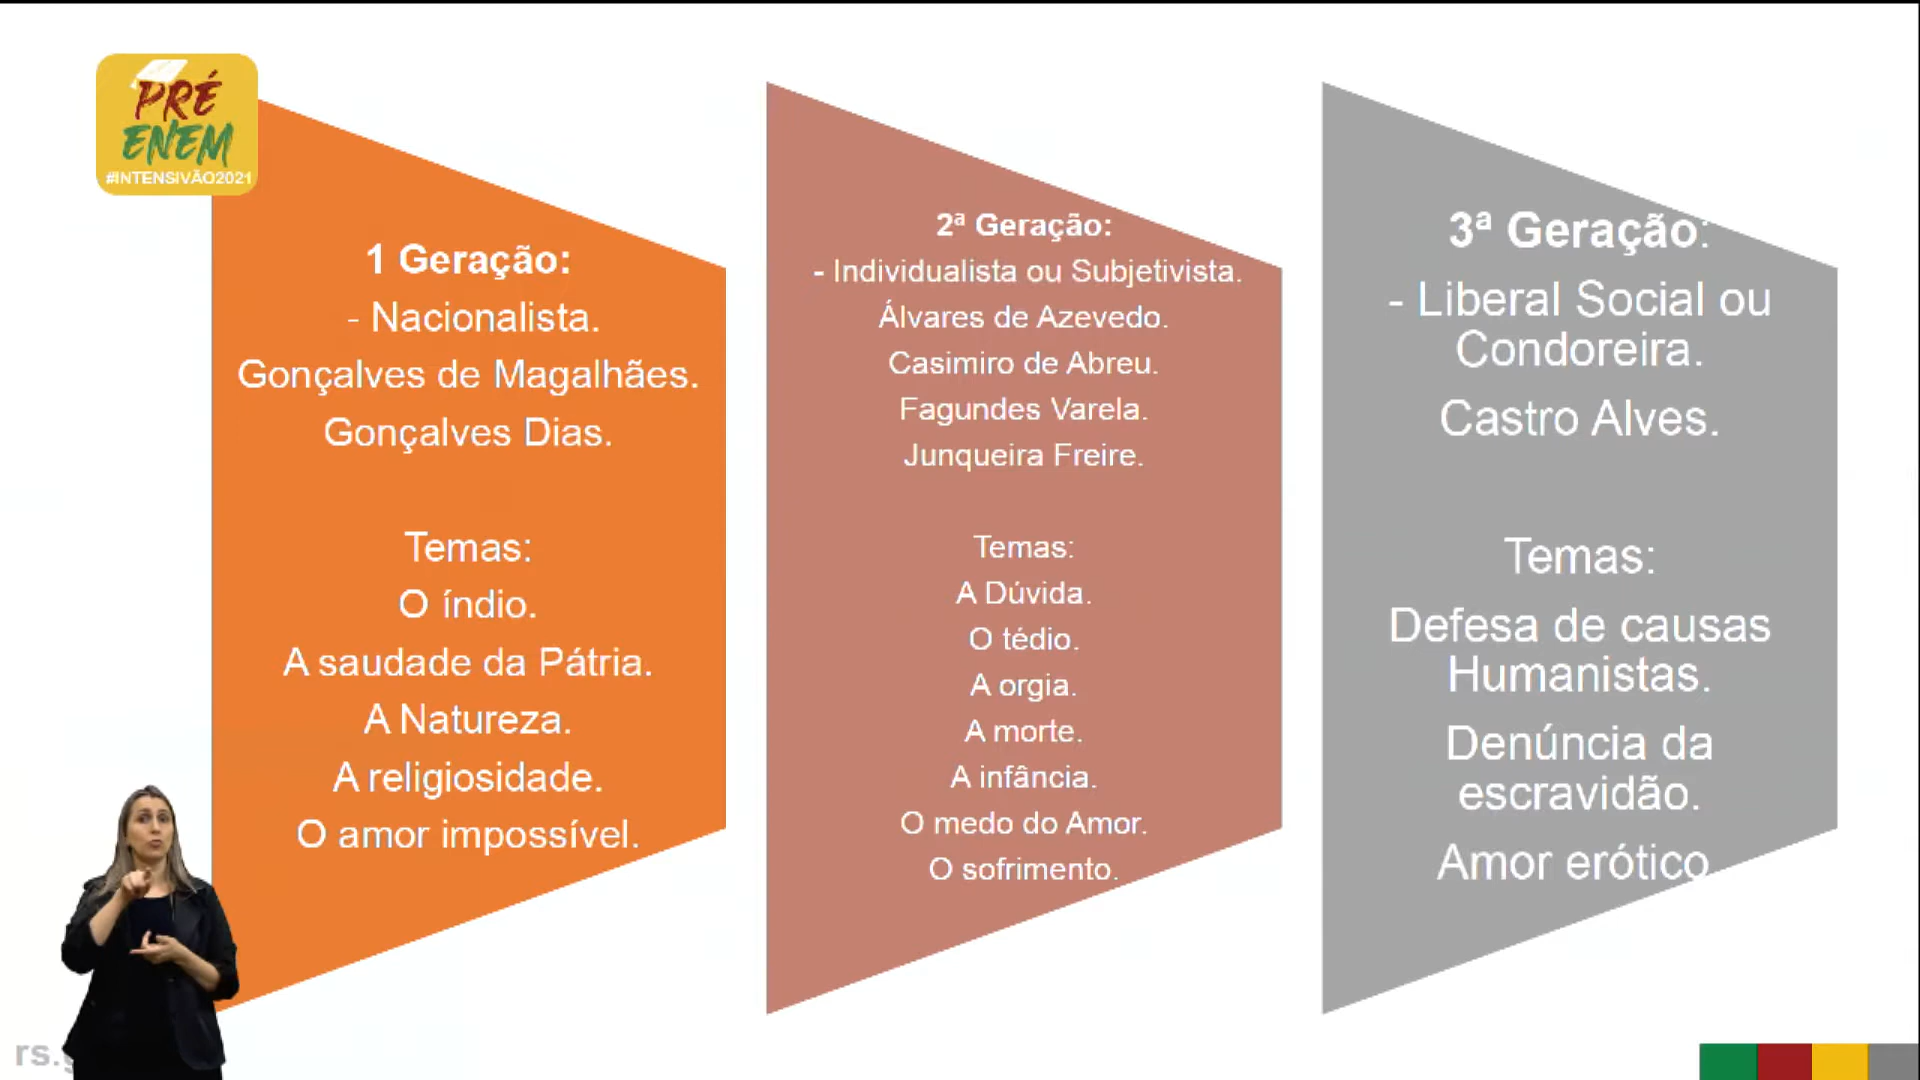 PRÉ
ENEM
#INTENSIVÃO2021
1 Geração:
- Nacionalista.
Gonçalves de Magalhães.
Gonçalves Dias.
Temas:
O índio.
A saudade da Pátria.
A Natureza.
A religiosidade.
O amor impossível.
2ª Geração:
- Individualista ou Subjetivista.
Álvares de Azevedo.
Casimiro de Abreu.
Fagundes Varela.
Junqueira Freire.
Temas:
A Dúvida.
O tédio.
A orgia.
A morte.
A infância.
O medo do Amor.
O sofrimento.
3ª Geração:
- Liberal Social ou
Condoreira.
Castro Alves.
Temas:
Defesa de causas
Humanistas.
Denúncia da
escravidão.
Amor erótico
rs.